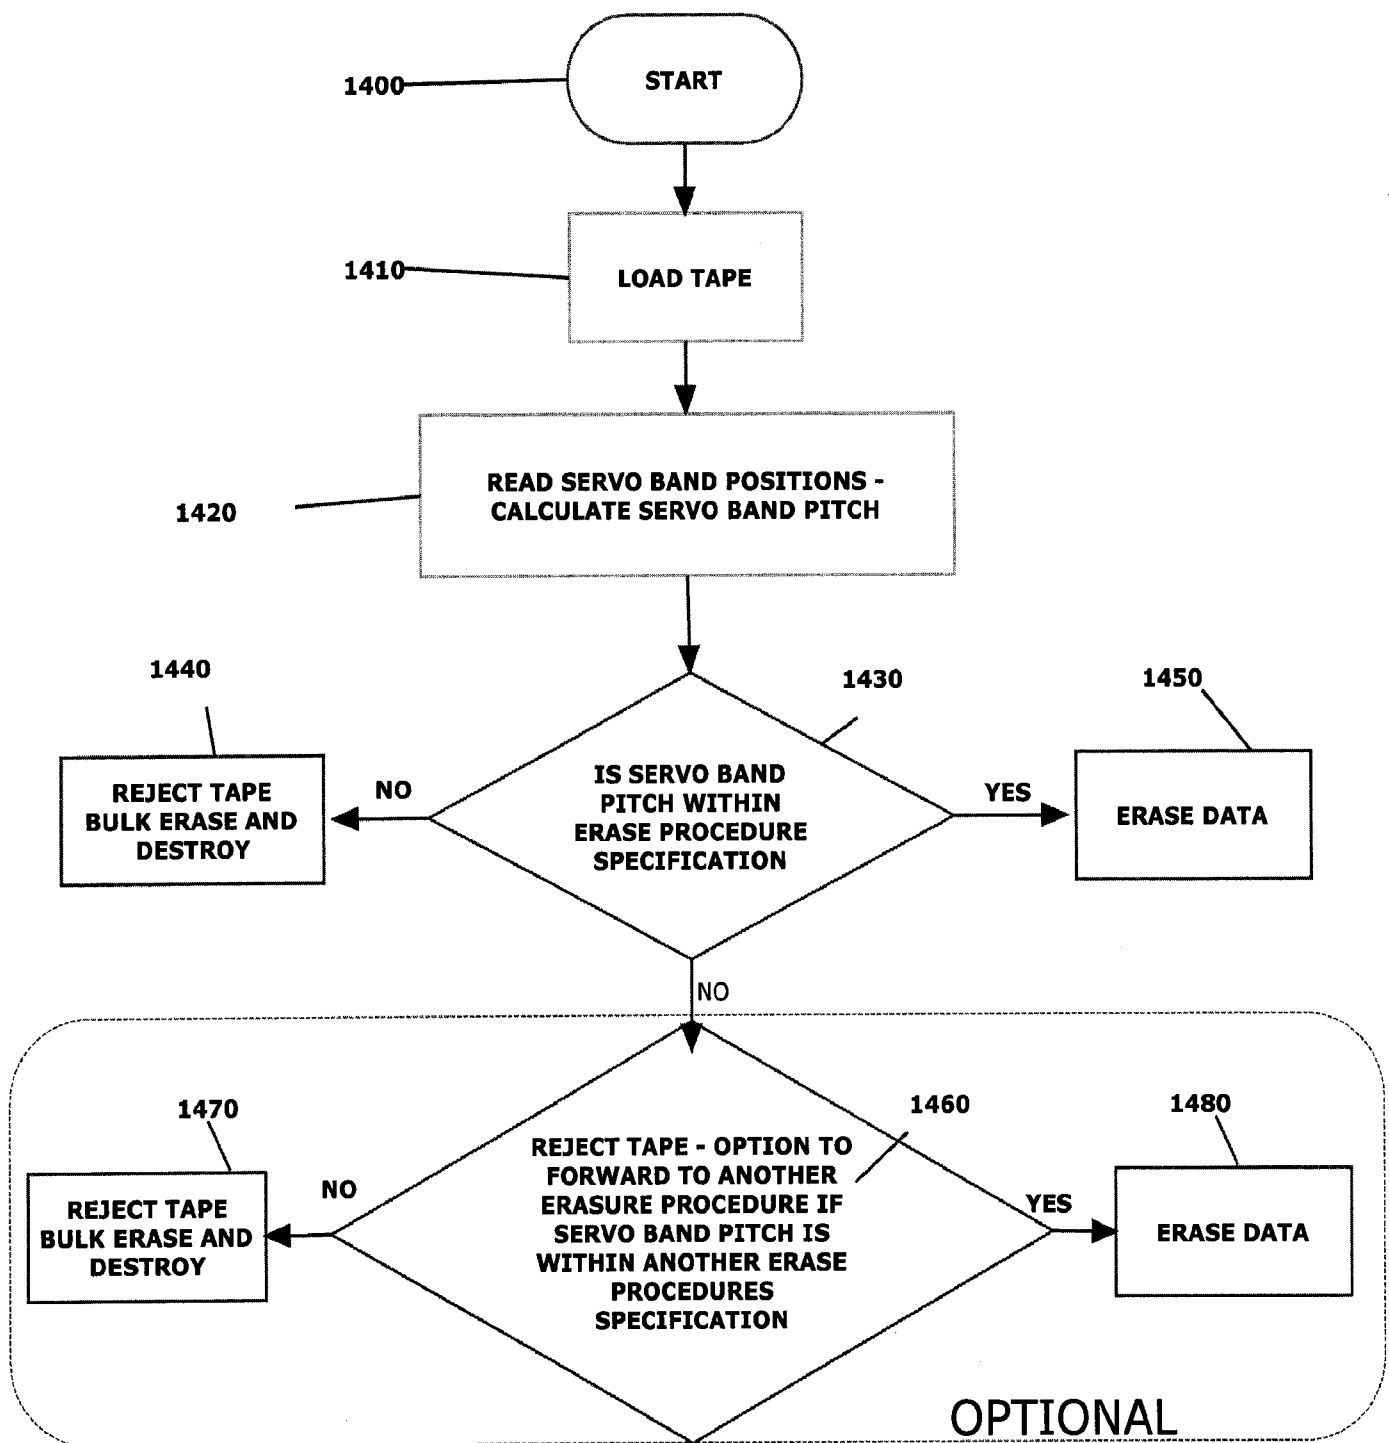 1400
START
1410
LOAD TAPE
1420
READ SERVO BAND POSITIONS -
CALCULATE SERVO BAND PITCH
1440
1430
1450
REJECT TAPE
BULK ERASE AND
DESTROY
NO
IS SERVO BAND
PITCH WITHIN
ERASE PROCEDURE
SPECIFICATION
YES
ERASE DATA
NO
1470
1460
1480
REJECT TAPE
BULK ERASE AND
DESTROY
NO
REJECT TAPE - OPTION TO
FORWARD TO ANOTHER
ERASURE PROCEDURE IF
SERVO BAND PITCH IS
WITHIN ANOTHER ERASE
PROCEDURES
SPECIFICATION
YES
ERASE DATA
OPTIONAL